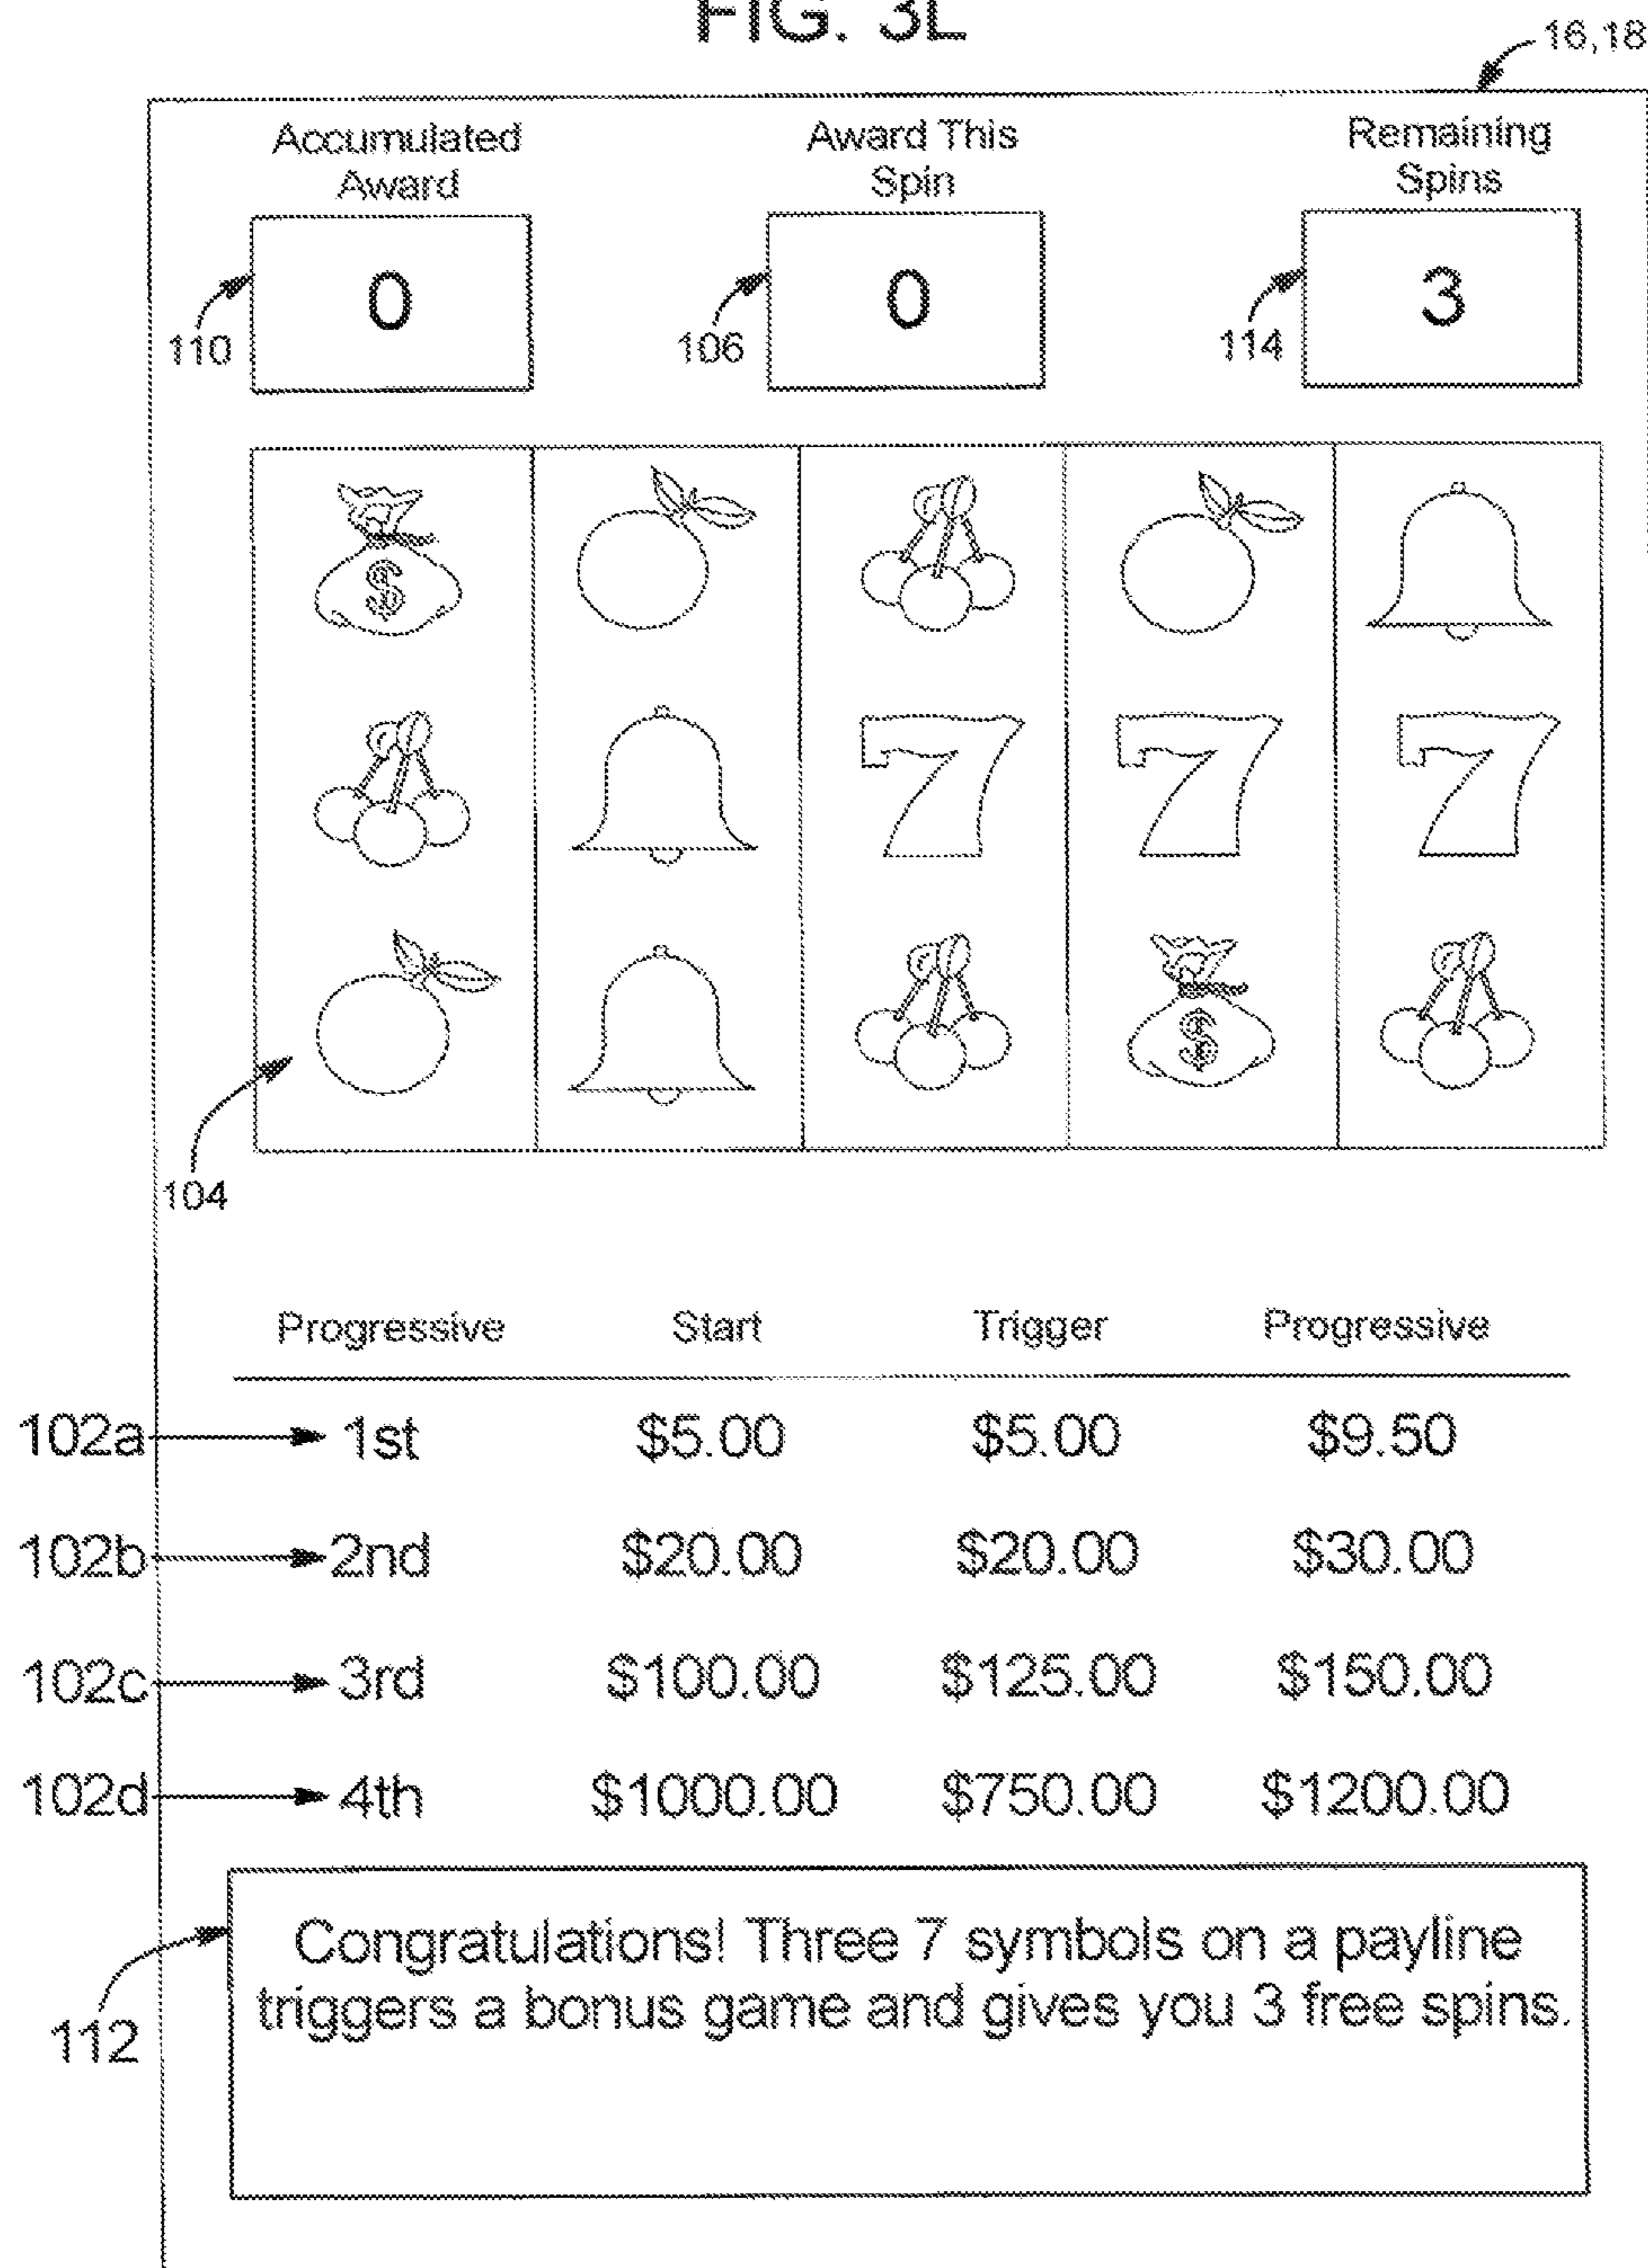 FIG. 3L
16,18
Accumulated Award This Remaining
Award Spin Spins
0 0 3
110 106 114
$
7 7 7
$
104
Progressive Start Trigger Progressive
102a 1st $5.00 $5.00 $9.50
102b 2nd $20.00 $20.00 $30.00
102c 3rd $100.00 $125.00 $150.00
102d 4th $1000.00 $750.00 $1200.00
Congratulations! Three 7 symbols on a payline
triggers a bonus game and gives you 3 free spins.
112